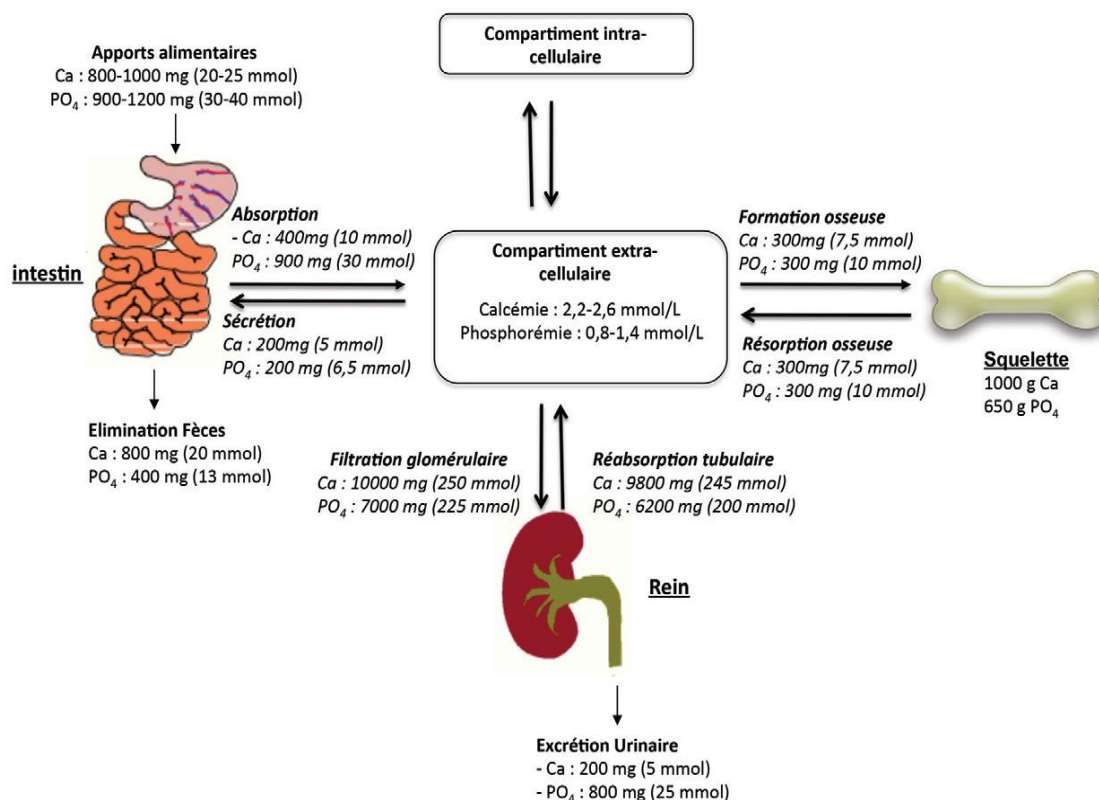 Compartiment intra-
cellulaire
Apports alimentaires
Ca : 800-1000 mg (20-25 mmol)
PO4 : 900-1200 mg (30-40 mmol)
Absorption
- Ca : 400mg (10 mmol)
PO4 : 900 mg (30 mmol)
intestin
Sécrétion
Ca : 200mg (5 mmol)
PO4 : 200 mg (6,5 mmol)
Elimination Fèces
Ca : 800 mg (20 mmol)
PO4 : 400 mg (13 mmol)
Compartiment extra-
cellulaire
Calcémie : 2,2-2,6 mmol/L
Phosphorémie : 0,8-1,4 mmol/L
Formation osseuse
Ca : 300mg (7,5 mmol)
PO4 : 300 mg (10 mmol)
Résorption osseuse
Ca : 300mg (7,5 mmol)
PO4 : 300 mg (10 mmol)
Squelette
1000 g Ca
650 g PO4
Filtration glomérulaire
Ca : 10000 mg (250 mmol)
PO4 : 7000 mg (225 mmol)
Réabsorption tubulaire
Ca : 9800 mg (245 mmol)
PO4 : 6200 mg (200 mmol)
Rein
Excrétion Urinaire
- Ca : 200 mg (5 mmol)
- PO4 : 800 mg (25 mmol)